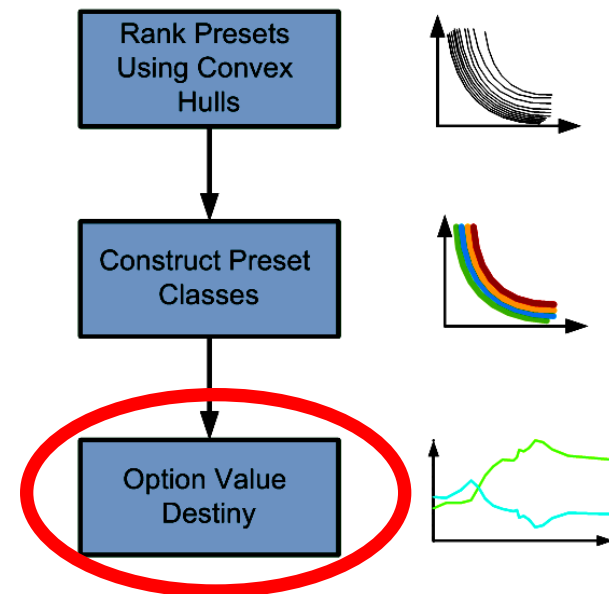 Rank Presets
Using Convex
Hulls
Construct Preset
Classes
Option Value
Destiny